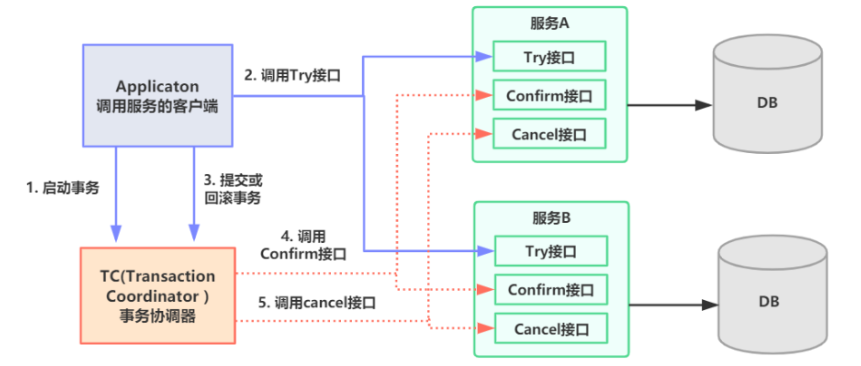 服务A
Applicaton
调用服务的客户端
2. 调用Try接口
Try接口
Confirm接口
Cancel接口
DB
1. 启动事务
3. 提交或
回滚事务
服务B
4. 调用
Confirm接口
TC(Transaction
Coordinator )
事务协调器
5. 调用cancel接口
Try接口
Confirm接口
Cancel接口
DB